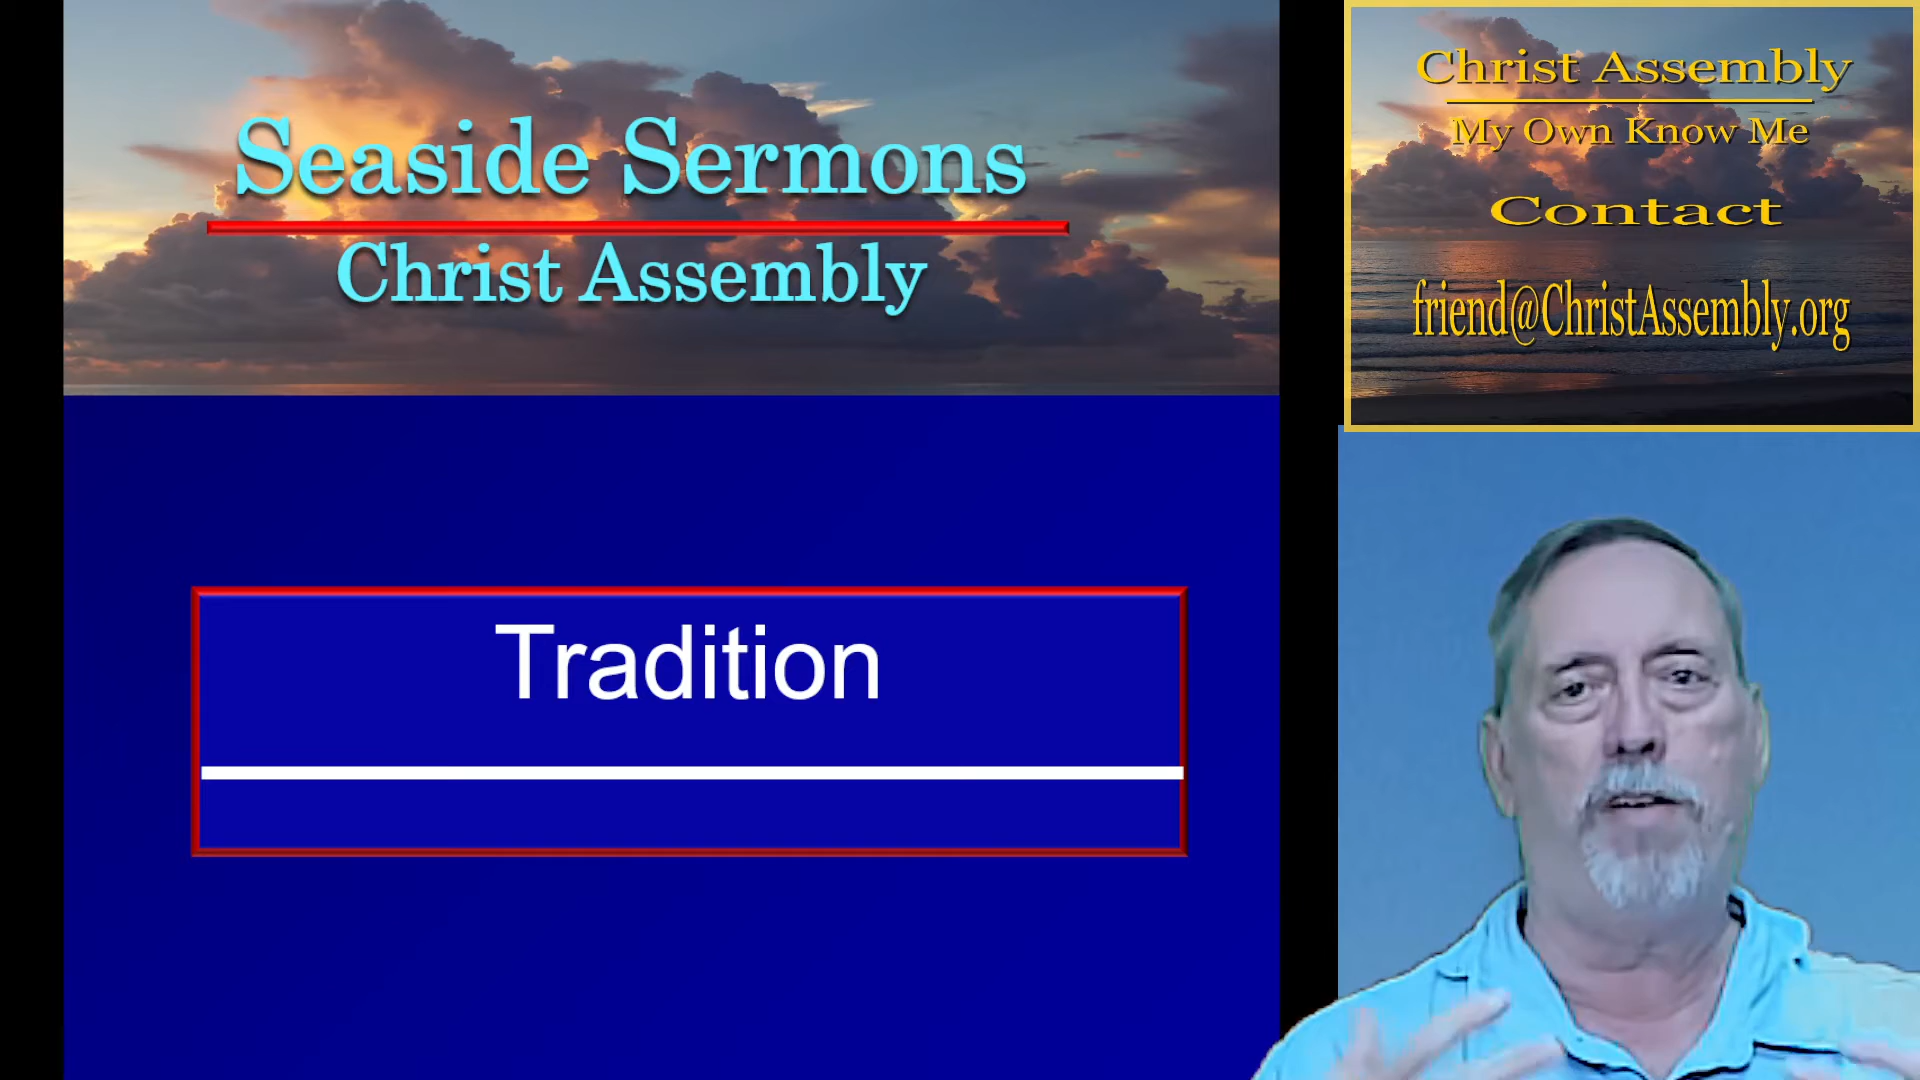 Seaside Sermons
Christ Assembly
Tradition
Christ Assembly
My Own Know Me
Contact
friend@ChristAssembly.org